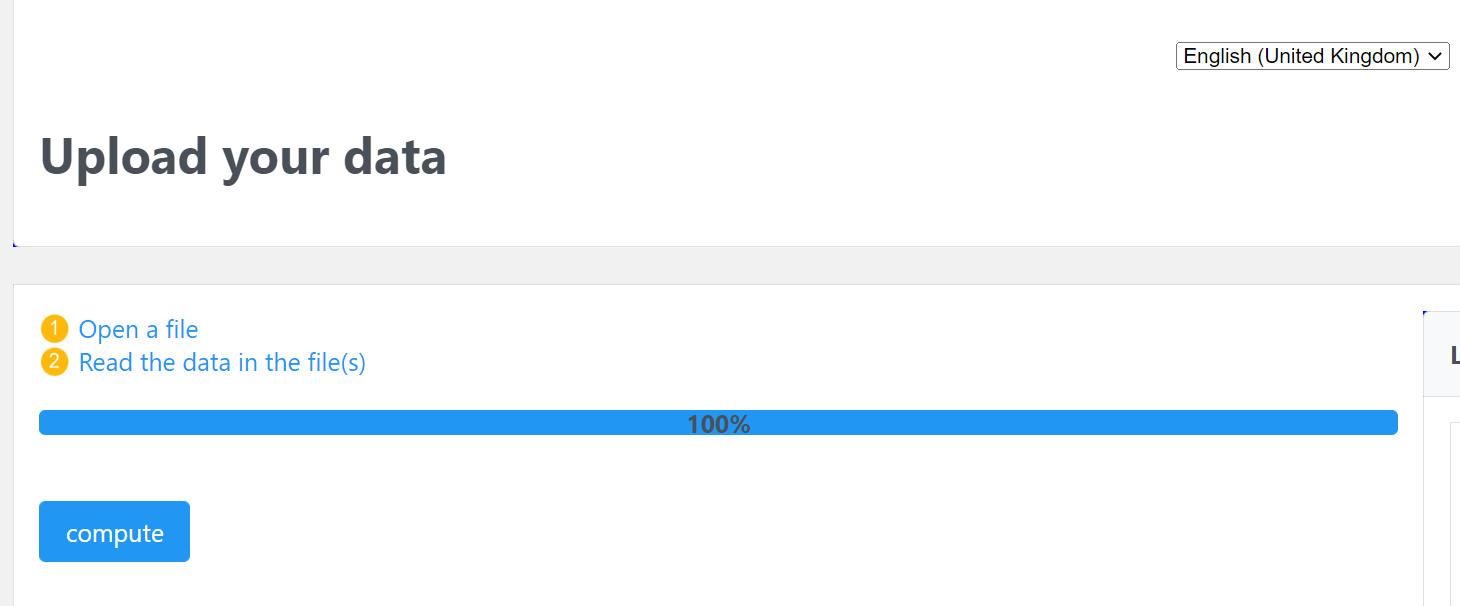 English (United Kingdom)
Upload your data
1 Open a file
2 Read the data in the file(s)
100%
compute